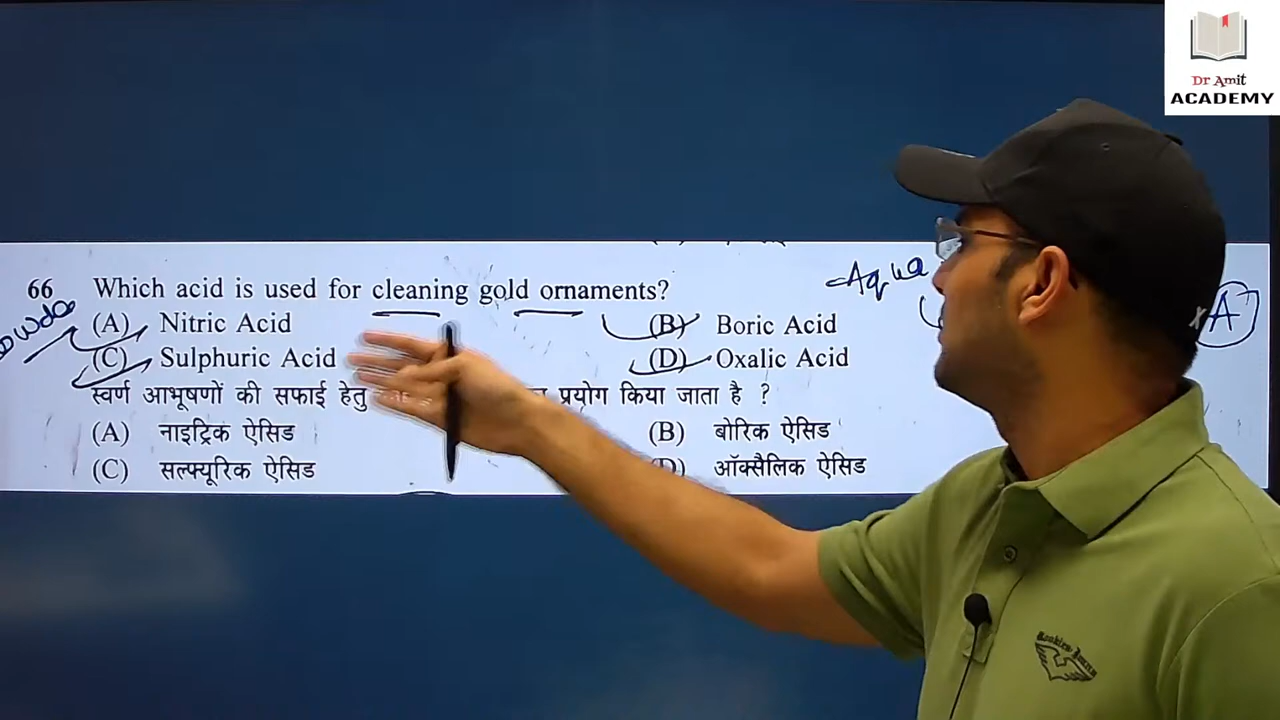 Dr Amit
ACADEMY
66 Which acid is used for cleaning gold ornaments?
(A) Nitric Acid (B) Boric Acid
(C) Sulphuric Acid (D) Oxalic Acid
स्वर्ण आभूषणों की सफाई हेतु प्रयोग किया जाता है ?
(A) नाइट्रिक ऐसिड (B) बोरिक ऐसिड
(C) सल्फ्यूरिक ऐसिड (D) ऑक्सैलिक ऐसिड
Aqua
A